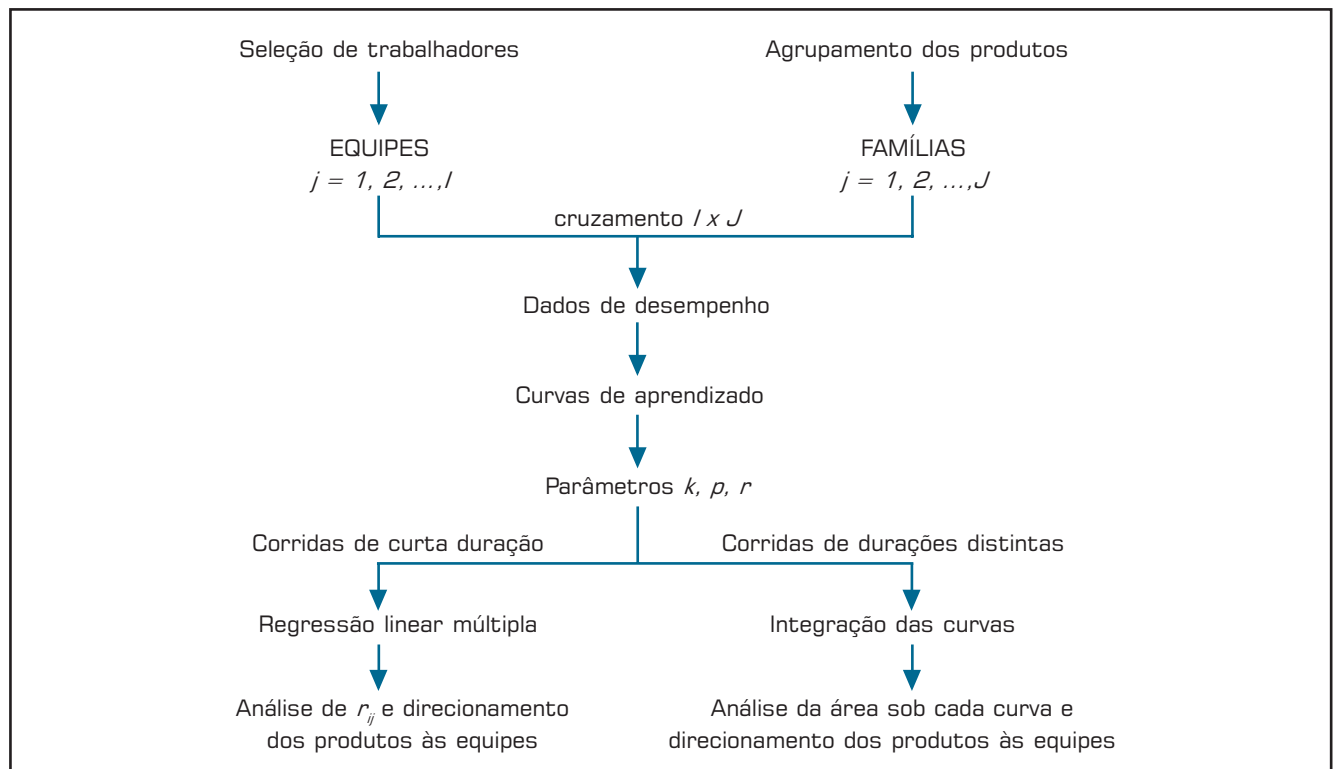 Seleção de trabalhadores
Agrupamento dos produtos
EQUIPES
j = 1, 2, ...,I
FAMÍLIAS
j = 1, 2, ...,J
cruzamento I x J
Dados de desempenho
Curvas de aprendizado
Parâmetros k, p, r
Corridas de curta duração
Corridas de durações distintas
Regressão linear múltipla
Integração das curvas
Análise de r_ij e direcionamento
dos produtos às equipes
Análise da área sob cada curva e
direcionamento dos produtos às equipes